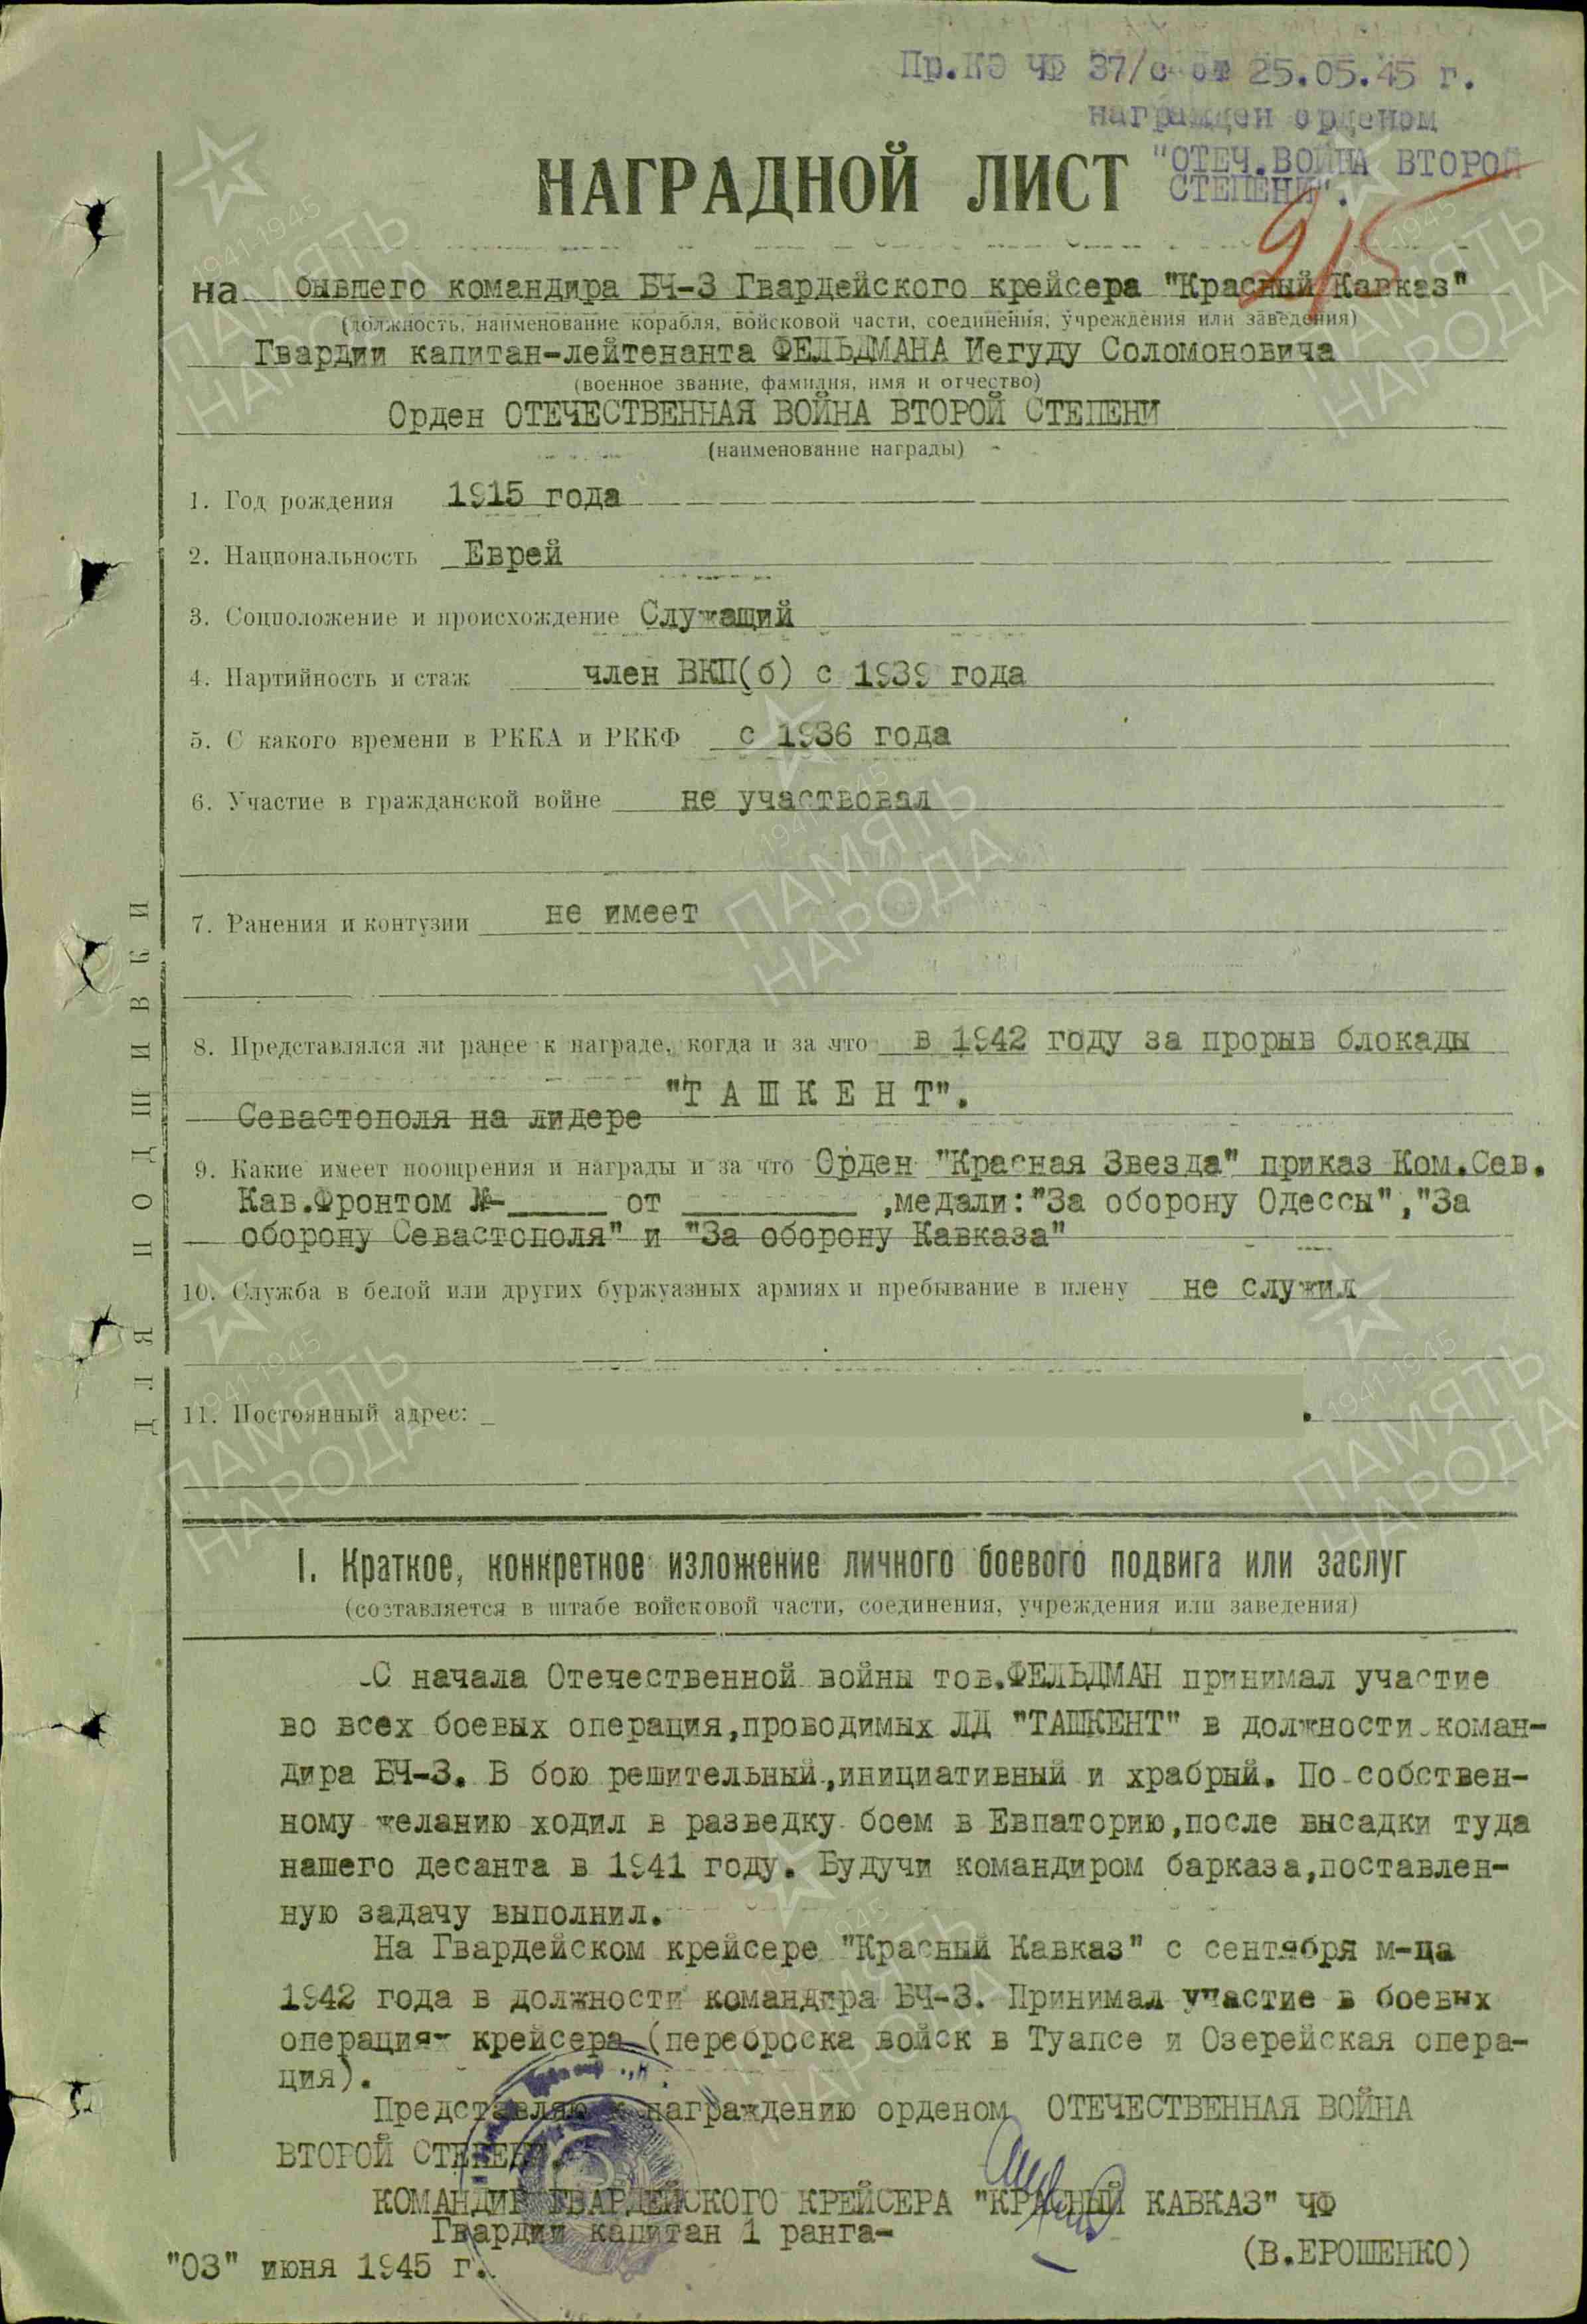 Пр.КЭ ЧФ 37/с от 25.05.45 г.
награжден орденом
"ОТЕЧ.ВОЙНА ВТОРОЙ
СТЕПЕНИ".
НАГРАДНОЙ ЛИСТ
на бывшего командира БЧ-3 Гвардейского крейсера "Красный Кавказ"
(должность, наименование корабля, войсковой части, соединения, учреждения или заведения)
Гвардии капитан-лейтенанта ФЕЛЬДМАНА Иегуду Соломоновича
(военное звание, фамилия, имя и отчество)
Орден ОТЕЧЕСТВЕННАЯ ВОЙНА ВТОРОЙ СТЕПЕНИ
(наименование награды)
1. Год рождения 1915 года
2. Национальность Еврей
3. Соцположение и происхождение Служащий
4. Партийность и стаж член ВКП(б) с 1939 года
5. С какого времени в РККА и РККФ с 1936 года
6. Участие в гражданской войне не участвовал
7. Ранения и контузии не имеет
8. Представлялся ли ранее к награде, когда и за что в 1942 году за прорыв блокады
Севастополя на лидере "Т А Ш К Е Н Т".
9. Какие имеет поощрения и награды и за что Орден "Красная Звезда" приказ Ком.Сев.
Кав.Фронтом №-_____ от ________ ,медали:"За оборону Одессы","За
оборону Севастополя" и "За оборону Кавказа"
10. Служба в белой или других буржуазных армиях и пребывание в плену не служил
11. Постоянный адрес:
ДЛЯ ПОДШИВКИ
I. Краткое, конкретное изложение личного боевого подвига или заслуг
(составляется в штабе войсковой части, соединения, учреждения или заведения)
-С начала Отечественной войны тов.ФЕЛЬДМАН принимал участие
во всех боевых операция,проводимых ЛД "ТАШКЕНТ" в должности коман-
дира БЧ-3. В бою решительный,инициативный и храбрый. По собствен-
ному желанию ходил в разведку боем в Евпаторию,после высадки туда
нашего десанта в 1941 году. Будучи командиром барказа,поставлен-
ную задачу выполнил.
На Гвардейском крейсере "Красный Кавказ" с сентября м-ца
1942 года в должности командира БЧ-3. Принимал участие в боевых
операциях крейсера (переброска войск в Туапсе и Озерейская опера-
ция).
Представляю к награждению орденом ОТЕЧЕСТВЕННАЯ ВОЙНА
ВТОРОЙ СТЕПЕНИ.
КОМАНДИР ГВАРДЕЙСКОГО КРЕЙСЕРА "КРАСНЫЙ КАВКАЗ" ЧФ
Гвардии капитан 1 ранга-
(В.ЕРОШЕНКО)
"03" июня 1945 г.
1941-1945
ПАМЯТЬ
НАРОДА